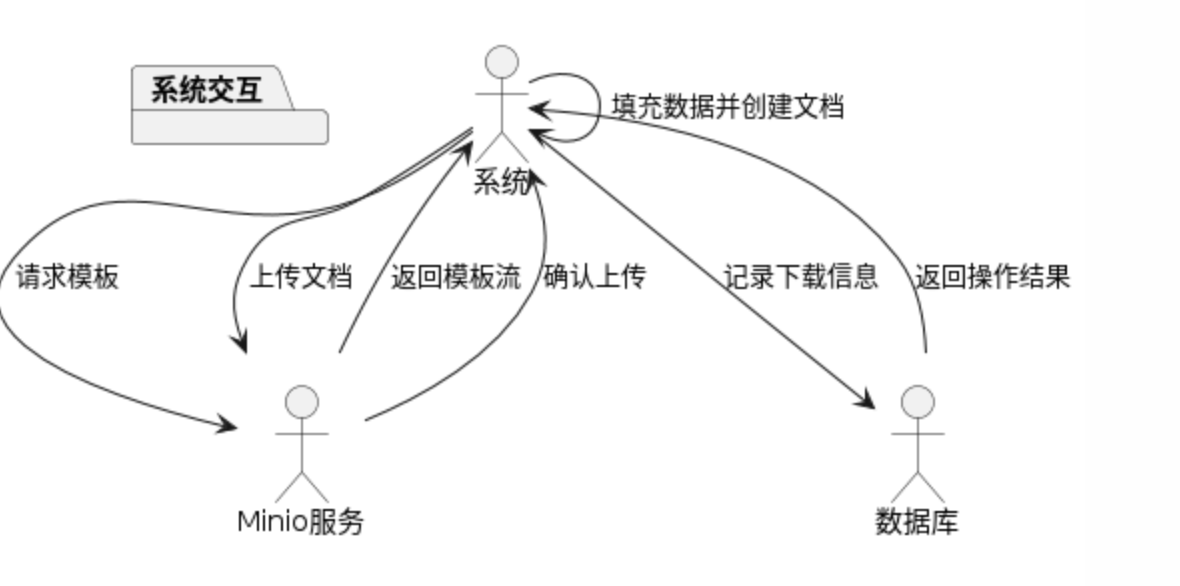 系统交互
填充数据并创建文档
系统
请求模板
上传文档
返回模板流
确认上传
记录下载信息
返回操作结果
Minio服务
数据库